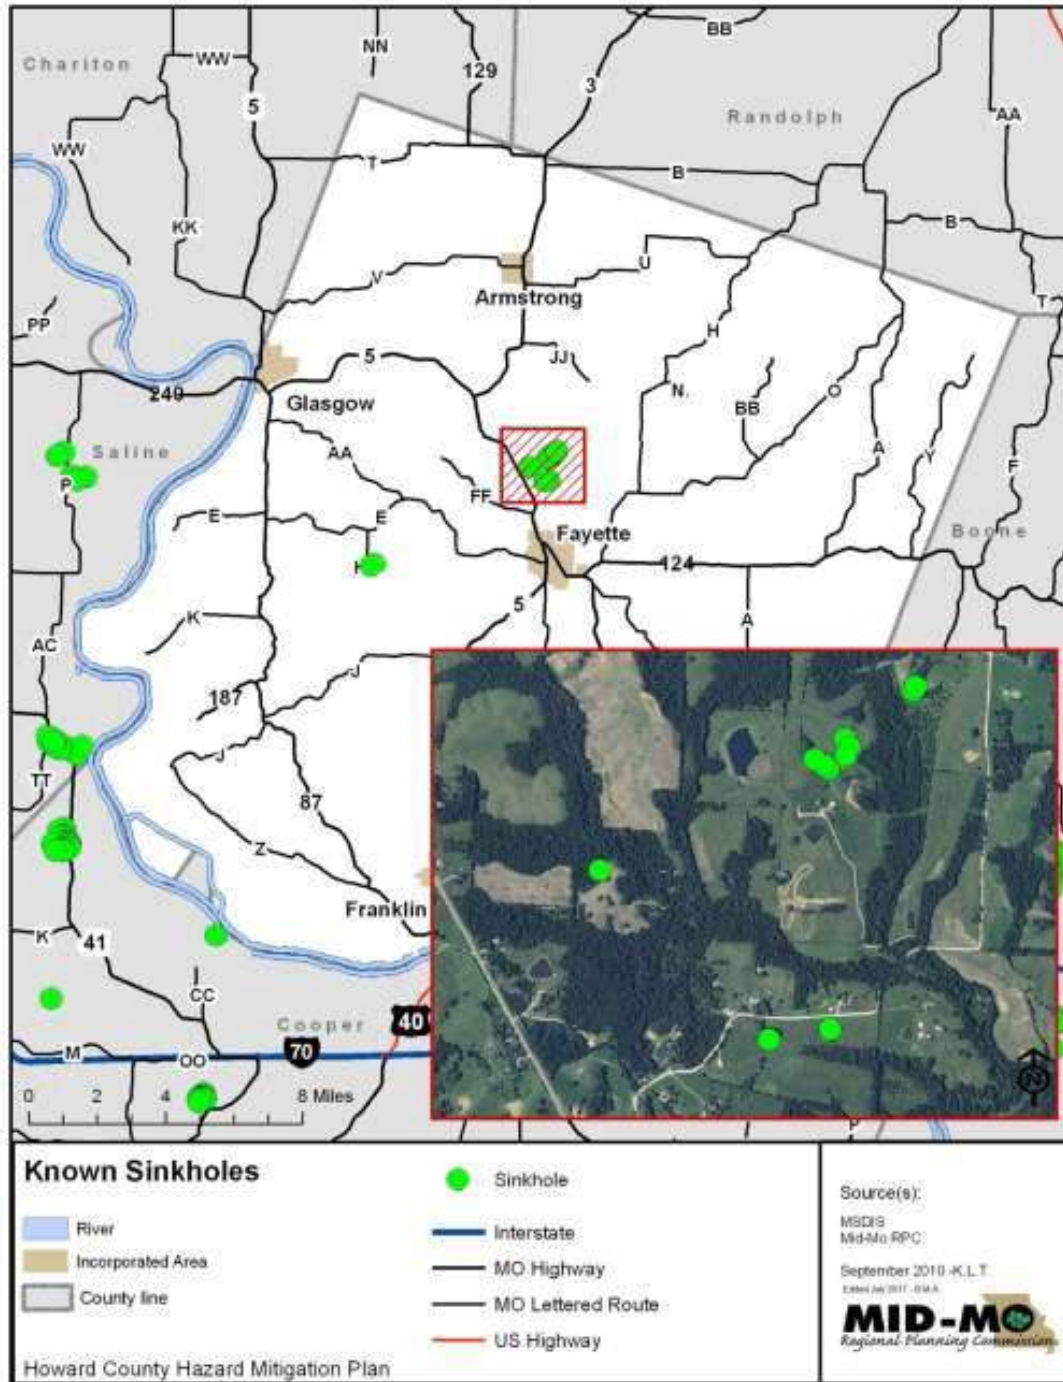 NN
BB
Chariton
WW
129
3
5
Randolph
AA
WW
T
B
KK
B
V
U
Armstrong
T
PP
H
5
JJ
240
Glasgow
N.
BB
O
Saline
AA
A
Y
F
P
FF
E
E
Fayette
Boone
124
5
K
A
AC
J
187
J
TT
87
Z
Franklin
K
41
CC
Cooper
40
70
M
OO
N
0 2 4 8 Miles
P
Known Sinkholes
River
Incorporated Area
County line
Howard County Hazard Mitigation Plan
Sinkhole
Interstate
MO Highway
MO Lettered Route
US Highway
Source(s):
MSDIS
Mid-Mo RPC
September 2010 -K.L.T.
MID-MO
Regional Planning Commission